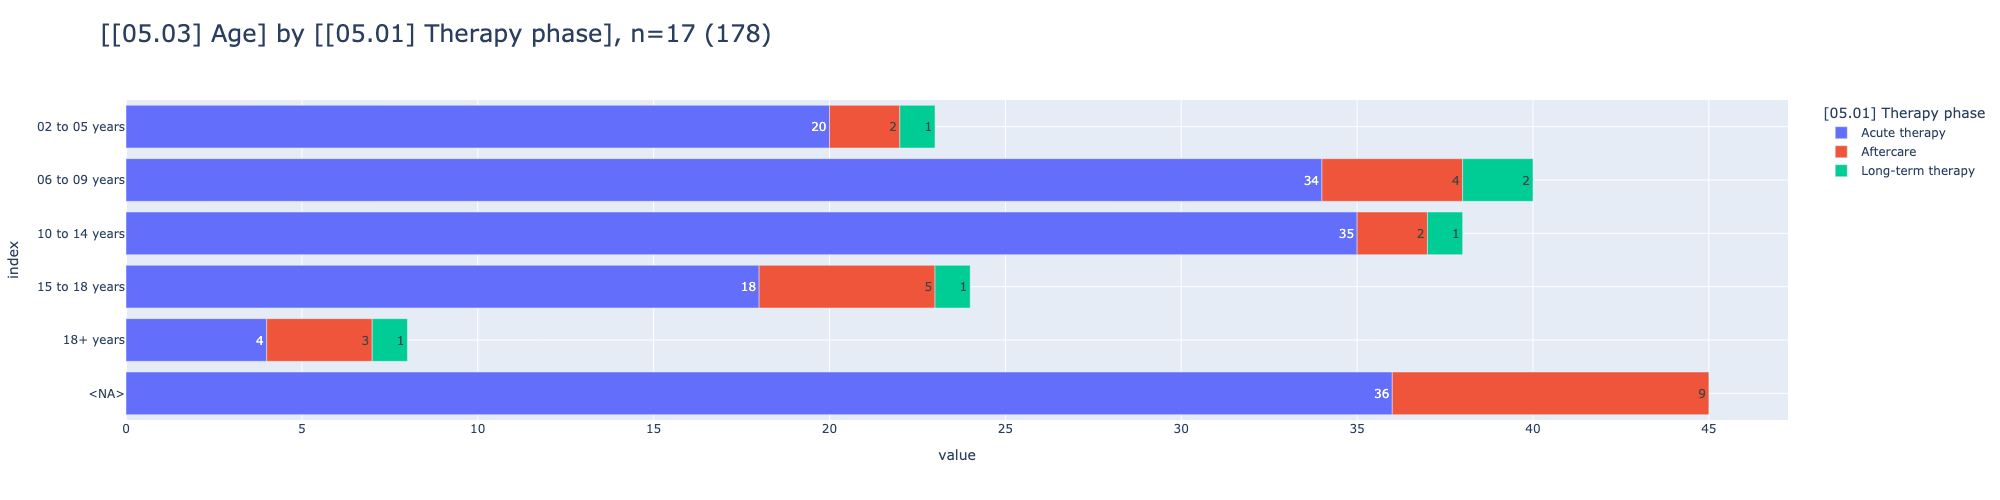 [[05.03] Age] by [[05.01] Therapy phase], n=17 (178)
[05.01] Therapy phase
Acute therapy
Aftercare
Long-term therapy
index
02 to 05 years 20 2 1
06 to 09 years 34 4 2
10 to 14 years 35 2 1
15 to 18 years 18 5 1
18+ years 4 3 1
<NA> 36 9
0 5 10 15 20 25 30 35 40 45
value